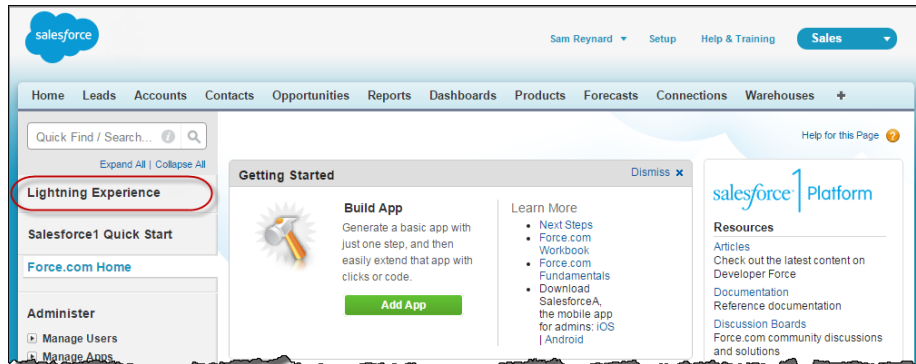 salesforce
Sam Reynard Setup Help & Training Sales
Home Leads Accounts Contacts Opportunities Reports Dashboards Products Forecasts Connections Warehouses +
Quick Find / Search... i
Expand All | Collapse All
Lightning Experience
Salesforce1 Quick Start
Force.com Home
Administer
Manage Users
Manage Apps
Help for this Page ?
Getting Started
Dismiss x
Build App
Generate a basic app with
just one step, and then
easily extend that app with
clicks or code.
Add App
Learn More
• Next Steps
• Force.com
Workbook
• Force.com
Fundamentals
• Download
SalesforceA,
the mobile app
for admins: iOS
| Android
salesforce1 Platform
Resources
Articles
Check out the latest content on
Developer Force
Documentation
Reference documentation
Discussion Boards
Force.com community discussions
and solutions